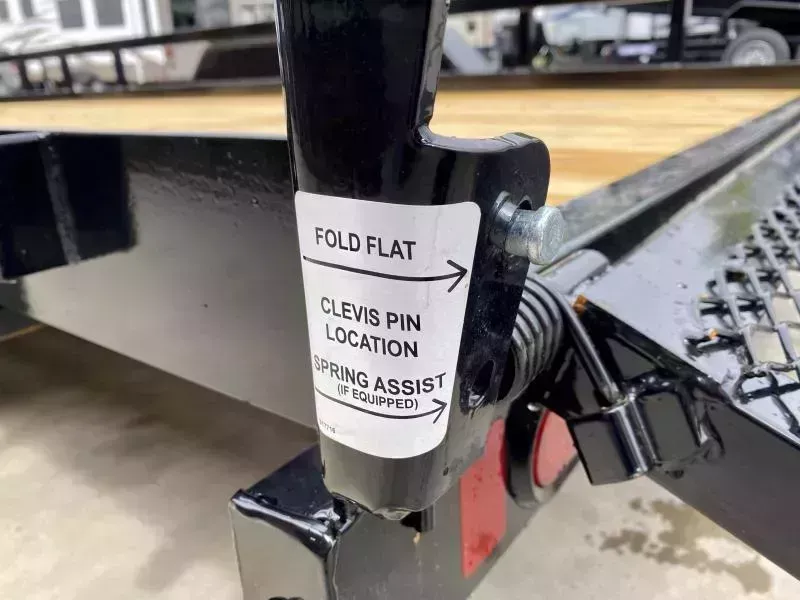 FOLD FLAT
CLEVIS PIN
LOCATION
SPRING ASSIST
(IF EQUIPPED)